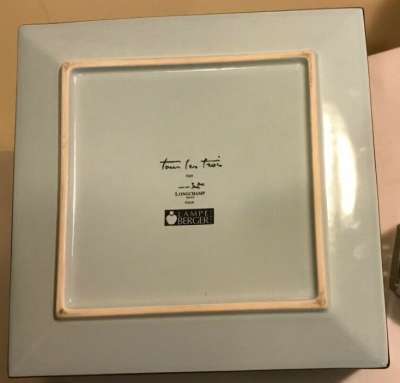 tous les trois
LONGCHAMP
LAMPE
BERGER